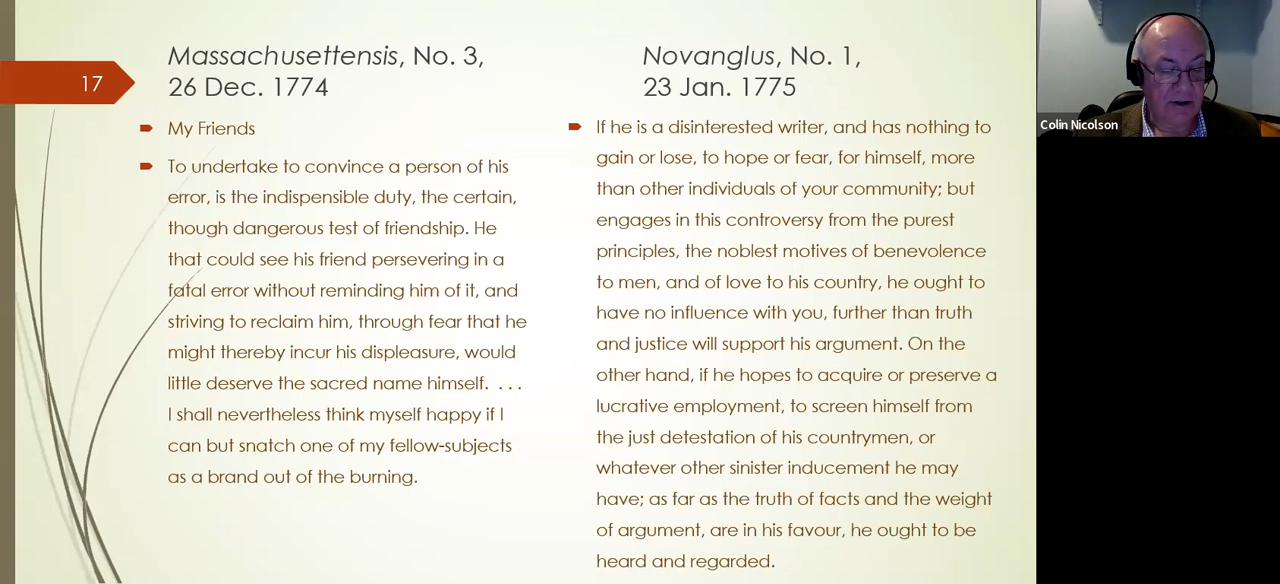 17
Massachusettensis, No. 3,
26 Dec. 1774
My Friends
To undertake to convince a person of his
error, is the indispensible duty, the certain,
though dangerous test of friendship. He
that could see his friend persevering in a
fatal error without reminding him of it, and
striving to reclaim him, through fear that he
might thereby incur his displeasure, would
little deserve the sacred name himself. . . .
I shall nevertheless think myself happy if I
can but snatch one of my fellow-subjects
as a brand out of the burning.
Novanglus, No. 1,
23 Jan. 1775
If he is a disinterested writer, and has nothing to
gain or lose, to hope or fear, for himself, more
than other individuals of your community; but
engages in this controversy from the purest
principles, the noblest motives of benevolence
to men, and of love to his country, he ought to
have no influence with you, further than truth
and justice will support his argument. On the
other hand, if he hopes to acquire or preserve a
lucrative employment, to screen himself from
the just detestation of his countrymen, or
whatever other sinister inducement he may
have; as far as the truth of facts and the weight
of argument, are in his favour, he ought to be
heard and regarded.
Colin Nicolson